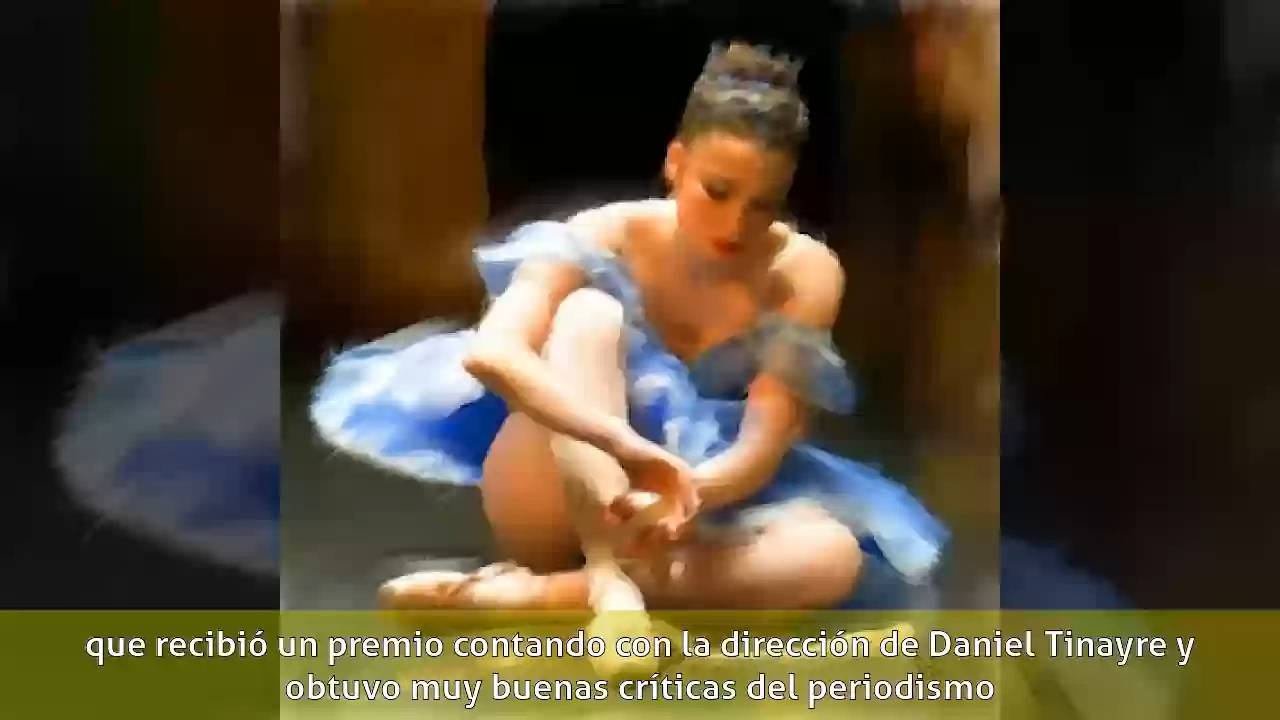 que recibió un premio contando con la dirección de Daniel Tinayre y
obtuvo muy buenas críticas del periodismo